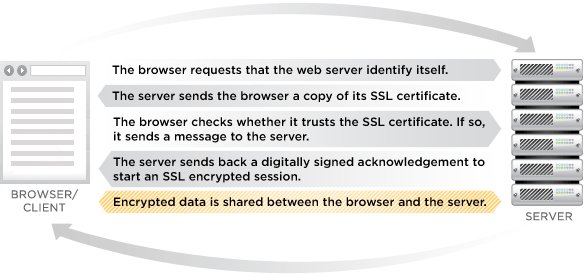 The browser requests that the web server identify itself.
The server sends the browser a copy of its SSL certificate.
The browser checks whether it trusts the SSL certificate. If so,
it sends a message to the server.
The server sends back a digitally signed acknowledgement to
start an SSL encrypted session.
Encrypted data is shared between the browser and the server.
BROWSER/
CLIENT
SERVER